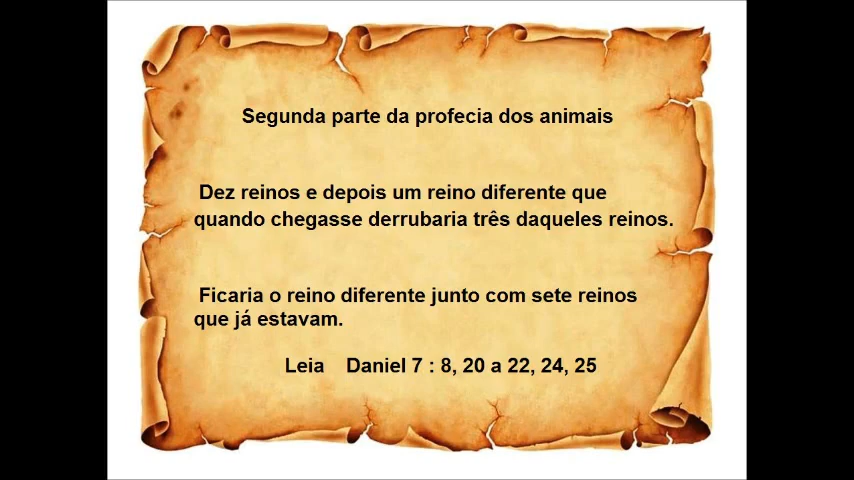 Segunda parte da profecia dos animais
Dez reinos e depois um reino diferente que
quando chegasse derrubaria três daqueles reinos.
Ficaria o reino diferente junto com sete reinos
que já estavam.
Leia Daniel 7 : 8, 20 a 22, 24, 25